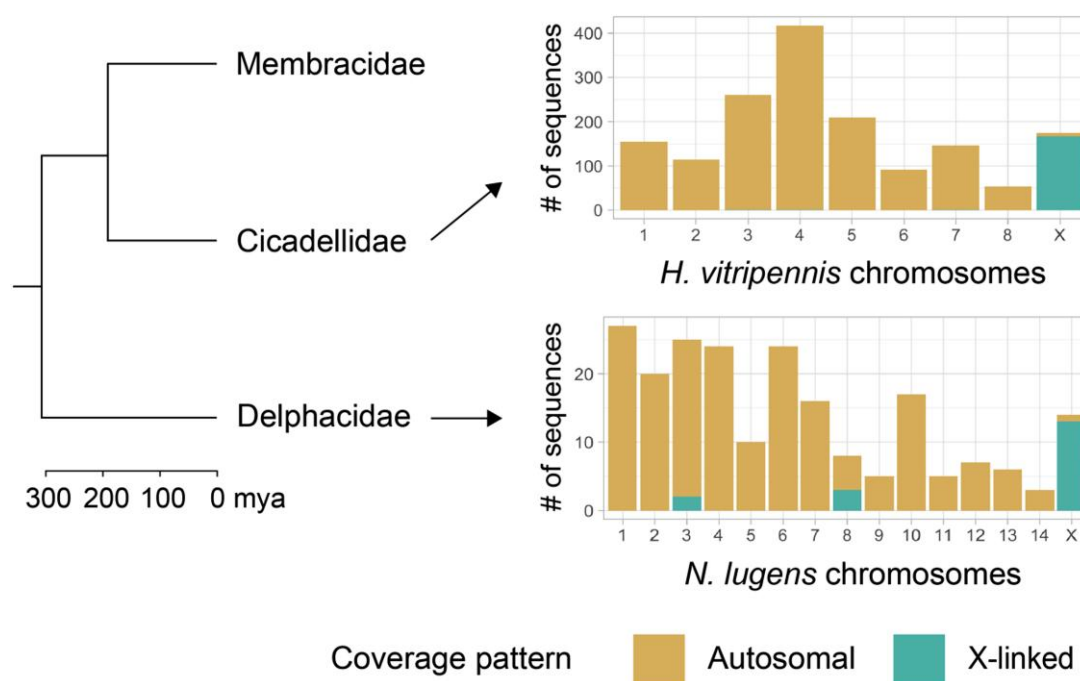 Membracidae
Cicadellidae
Delphacidae
300 200 100 0 mya
# of sequences
400
300
200
100
0
1 2 3 4 5 6 7 8 X
H. vitripennis chromosomes
# of sequences
20
10
0
1 2 3 4 5 6 7 8 9 10 11 12 13 14 X
N. lugens chromosomes
Coverage pattern Autosomal X-linked